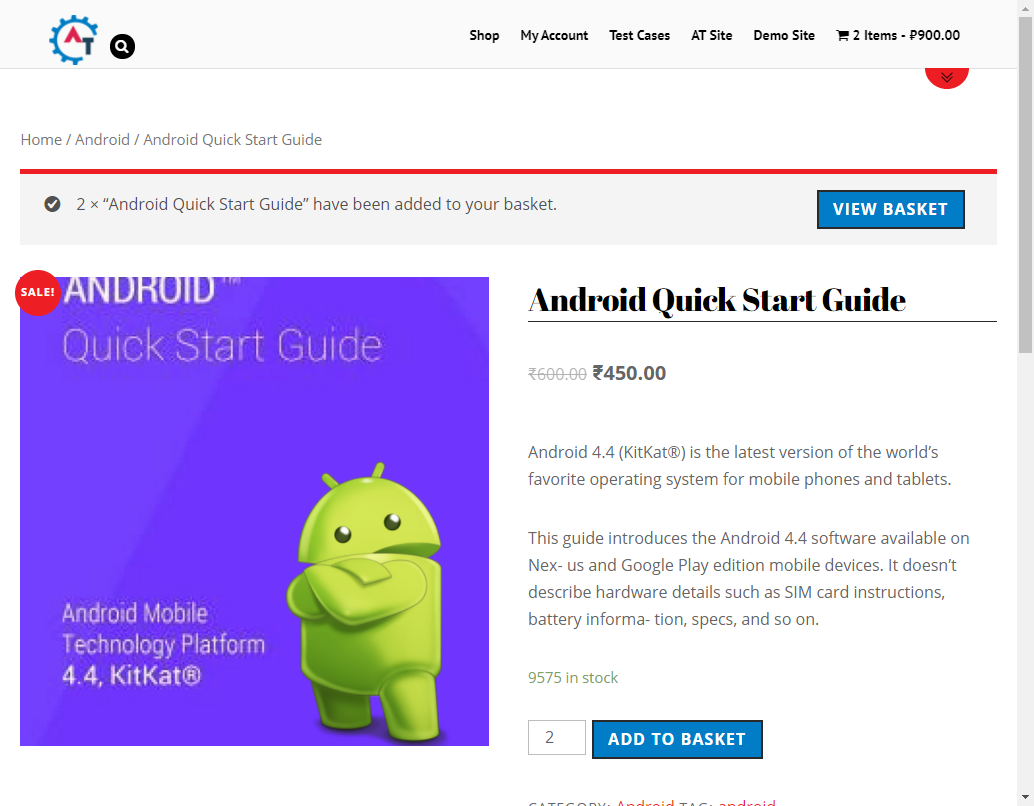 AT
Shop My Account Test Cases AT Site Demo Site 2 Items - ₽900.00
Home / Android / Android Quick Start Guide
2 × “Android Quick Start Guide” have been added to your basket.
VIEW BASKET
SALE!
ANDROID™
Quick Start Guide
Android Mobile
Technology Platform
4.4, KitKat®
Android Quick Start Guide
₹600.00 ₹450.00
Android 4.4 (KitKat®) is the latest version of the world’s
favorite operating system for mobile phones and tablets.
This guide introduces the Android 4.4 software available on
Nex- us and Google Play edition mobile devices. It doesn’t
describe hardware details such as SIM card instructions,
battery informa- tion, specs, and so on.
9575 in stock
2
ADD TO BASKET
CATEGORY: Android TAG: android